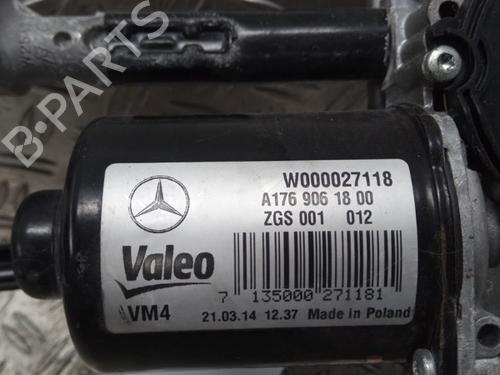 B-PARTS
W000027118
A176 906 18 00
ZGS 001 012
Valeo
7 135000 271181
VM4
21.03.14 12.37 Made in Poland